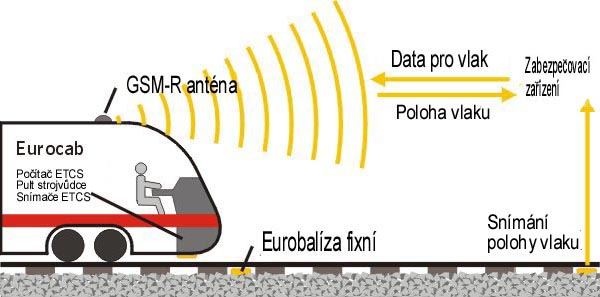 Data pro vlak
Zabezpečovací
zařízení
GSM-R anténa
Poloha vlaku
Eurocab
Počítač ETCS
Pult strojvůdce
Snímače ETCS
Eurobalíza fixní
Snímání
polohy vlaku